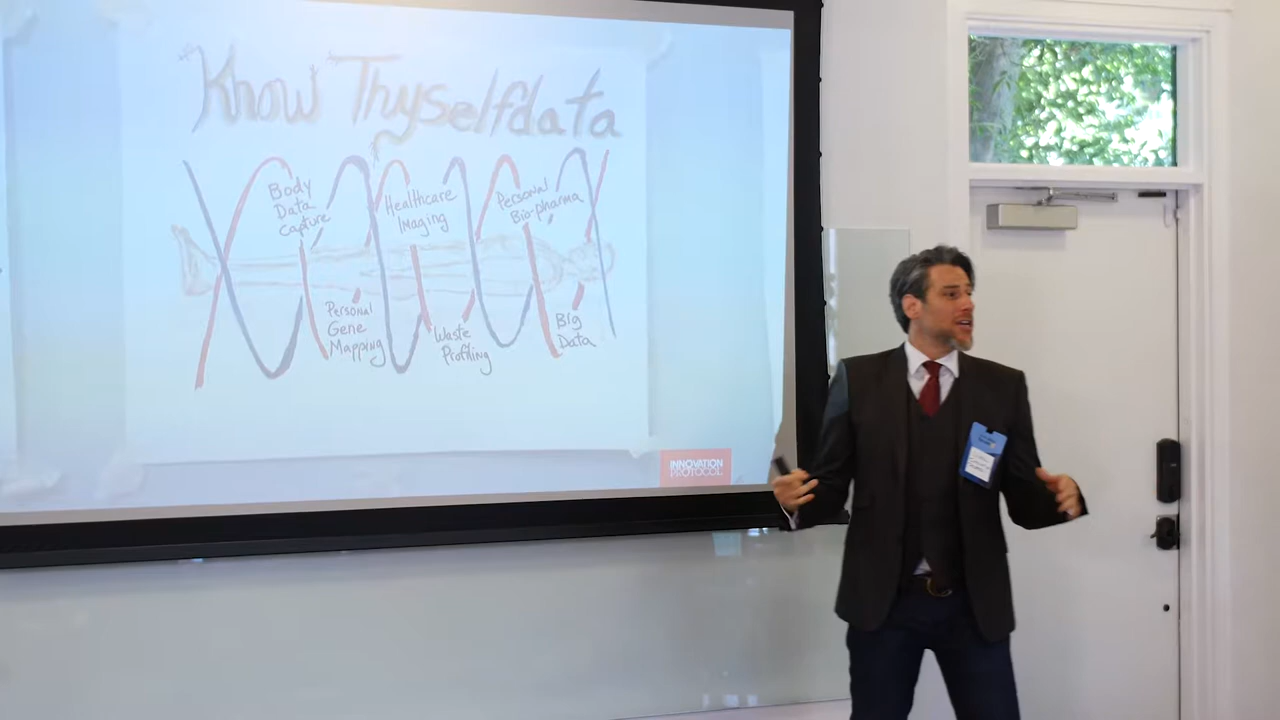 Know Thyselfdata
Body
Data
Capture
Healthcare
Imaging
Personal
Bio-pharma
Personal
Gene
Mapping
Waste
Profiling
Big
Data
INNOVATION
PROTOCOL